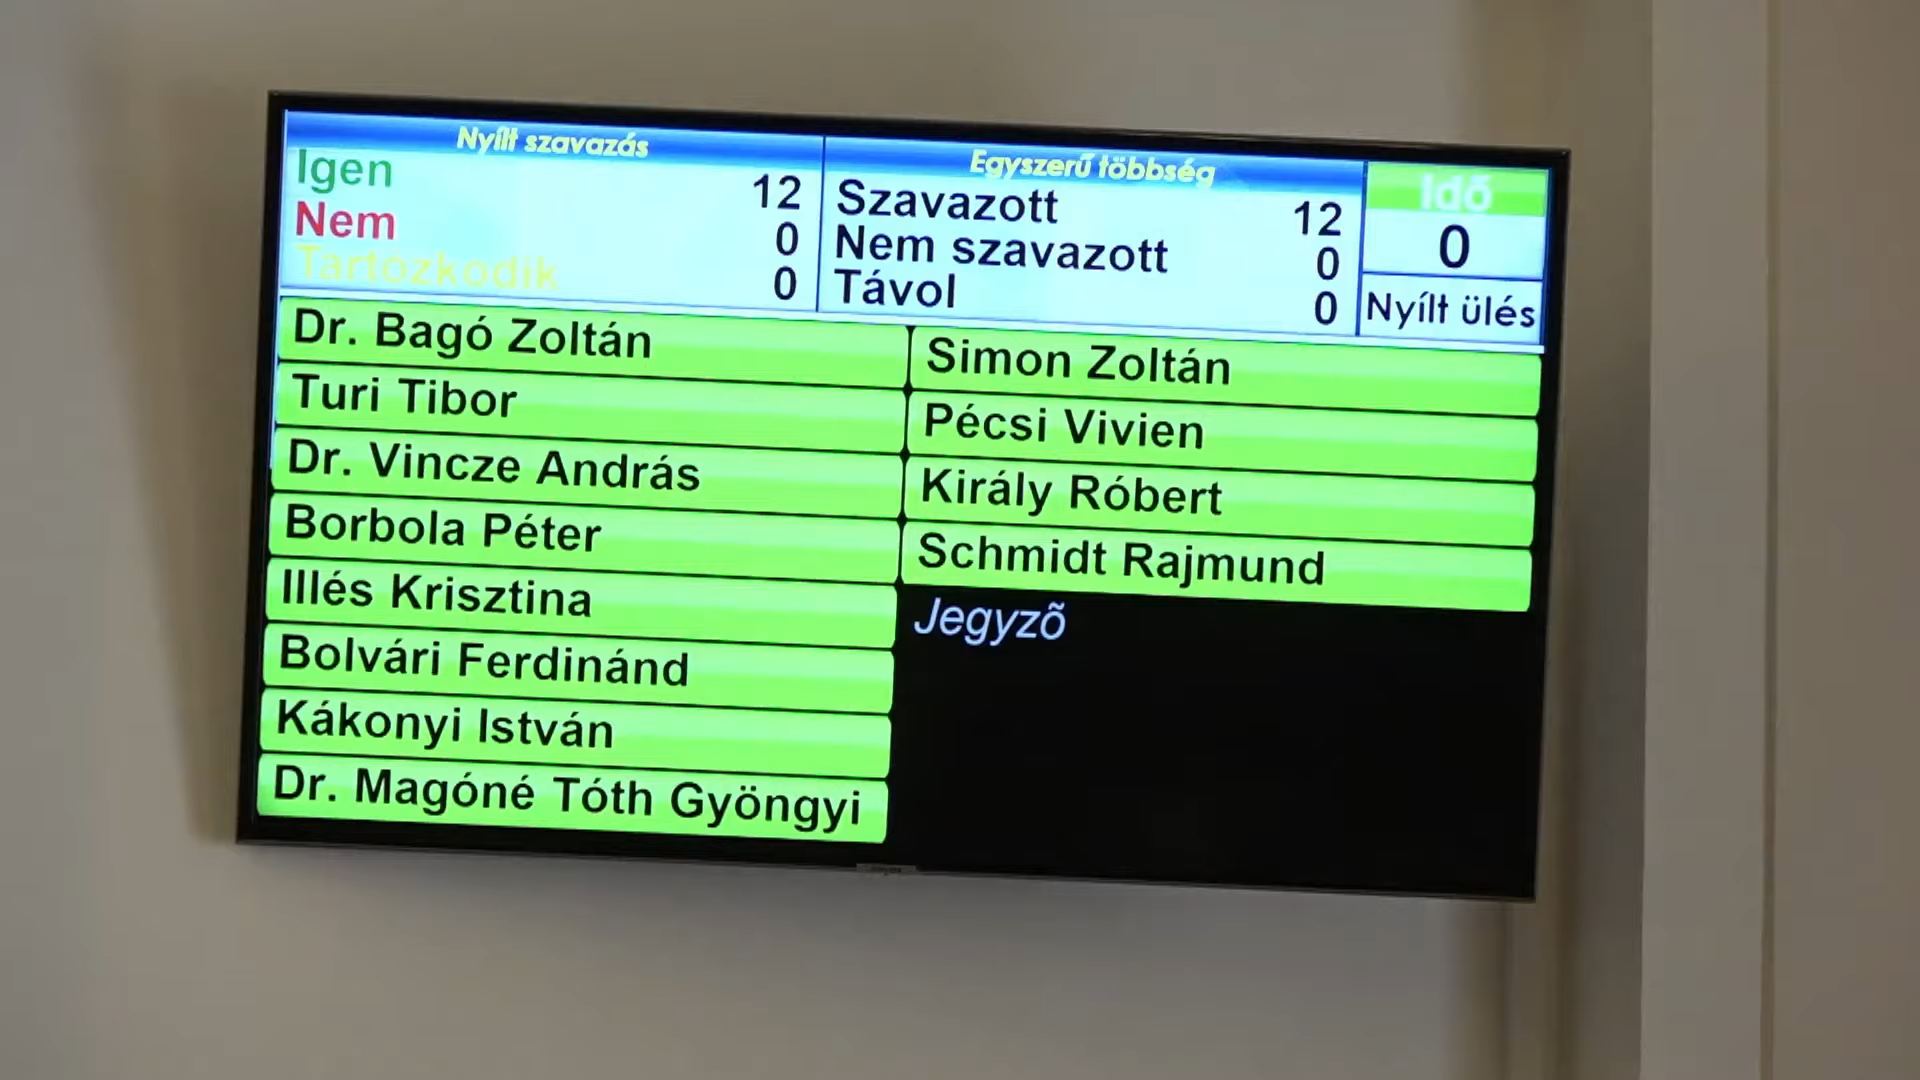 Nyílt szavazás
Igen 12
Nem 0
Tartozkodik 0
Egyszerű többség
Szavazott 12
Nem szavazott 0
Távol 0
Idő
0
Nyílt ülés
Dr. Bagó Zoltán
Turi Tibor
Dr. Vincze András
Borbola Péter
Illés Krisztina
Bolvári Ferdinánd
Kákonyi István
Dr. Magóné Tóth Gyöngyi
Simon Zoltán
Pécsi Vivien
Király Róbert
Schmidt Rajmund
Jegyzõ